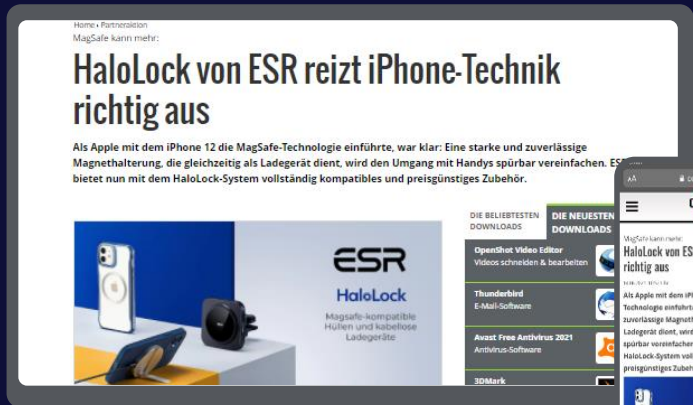 Home › Partneraktion
MagSafe kann mehr:
HaloLock von ESR reizt iPhone-Technik
richtig aus
Als Apple mit dem iPhone 12 die MagSafe-Technologie einführte, war klar: Eine starke und zuverlässige
Magnethalterung, die gleichzeitig als Ladegerät dient, wird den Umgang mit Handys spürbar vereinfachen.
bietet nun mit dem HaloLock-System vollständig kompatibles und preisgünstiges Zubehör.
ESR
HaloLock
Magsafe-kompatible
Hüllen und kabellose
Ladegeräte
DIE BELIEBTESTEN
DOWNLOADS
DIE NEUESTEN
DOWNLOADS
OpenShot Video Editor
Videos schneiden & bearbeiten
Thunderbird
E-Mail-Software
Avast Free Antivirus 2021
Antivirus-Software
3DMark
AA
MagSafe kann mehr:
HaloLock von ES
richtig aus
Als Apple mit dem iP
Technologie einführt
zuverlässige Magneth
Ladegerät dient, wird
spürbar vereinfachen
HaloLock-System voll
preisgünstiges Zubeh